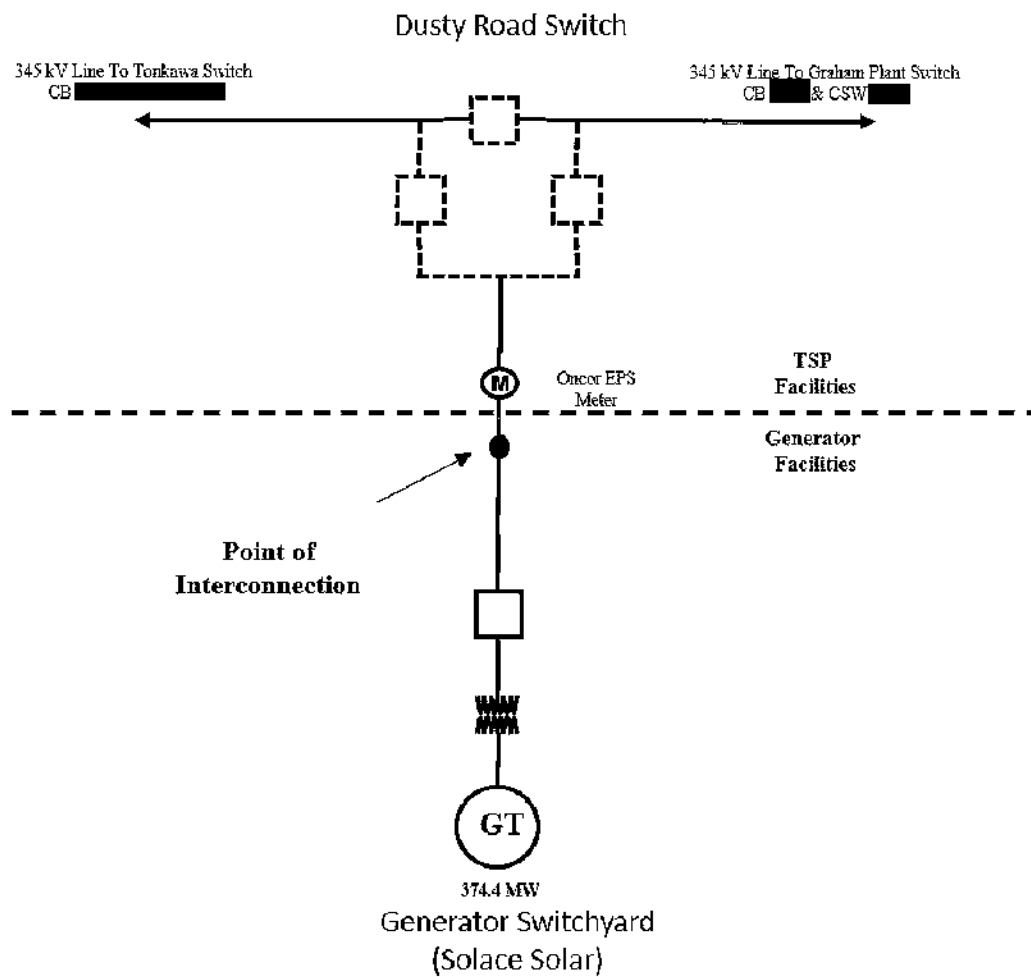 Dusty Road Switch
345 kV Line To Tonkawa Switch
CB
345 kV Line To Graham Plant Switch
CB & CSW
M
Oncor EPS
Meter
TSP
Facilities
Generator
Facilities
Point of
Interconnection
GT
374.4 MW
Generator Switchyard
(Solace Solar)